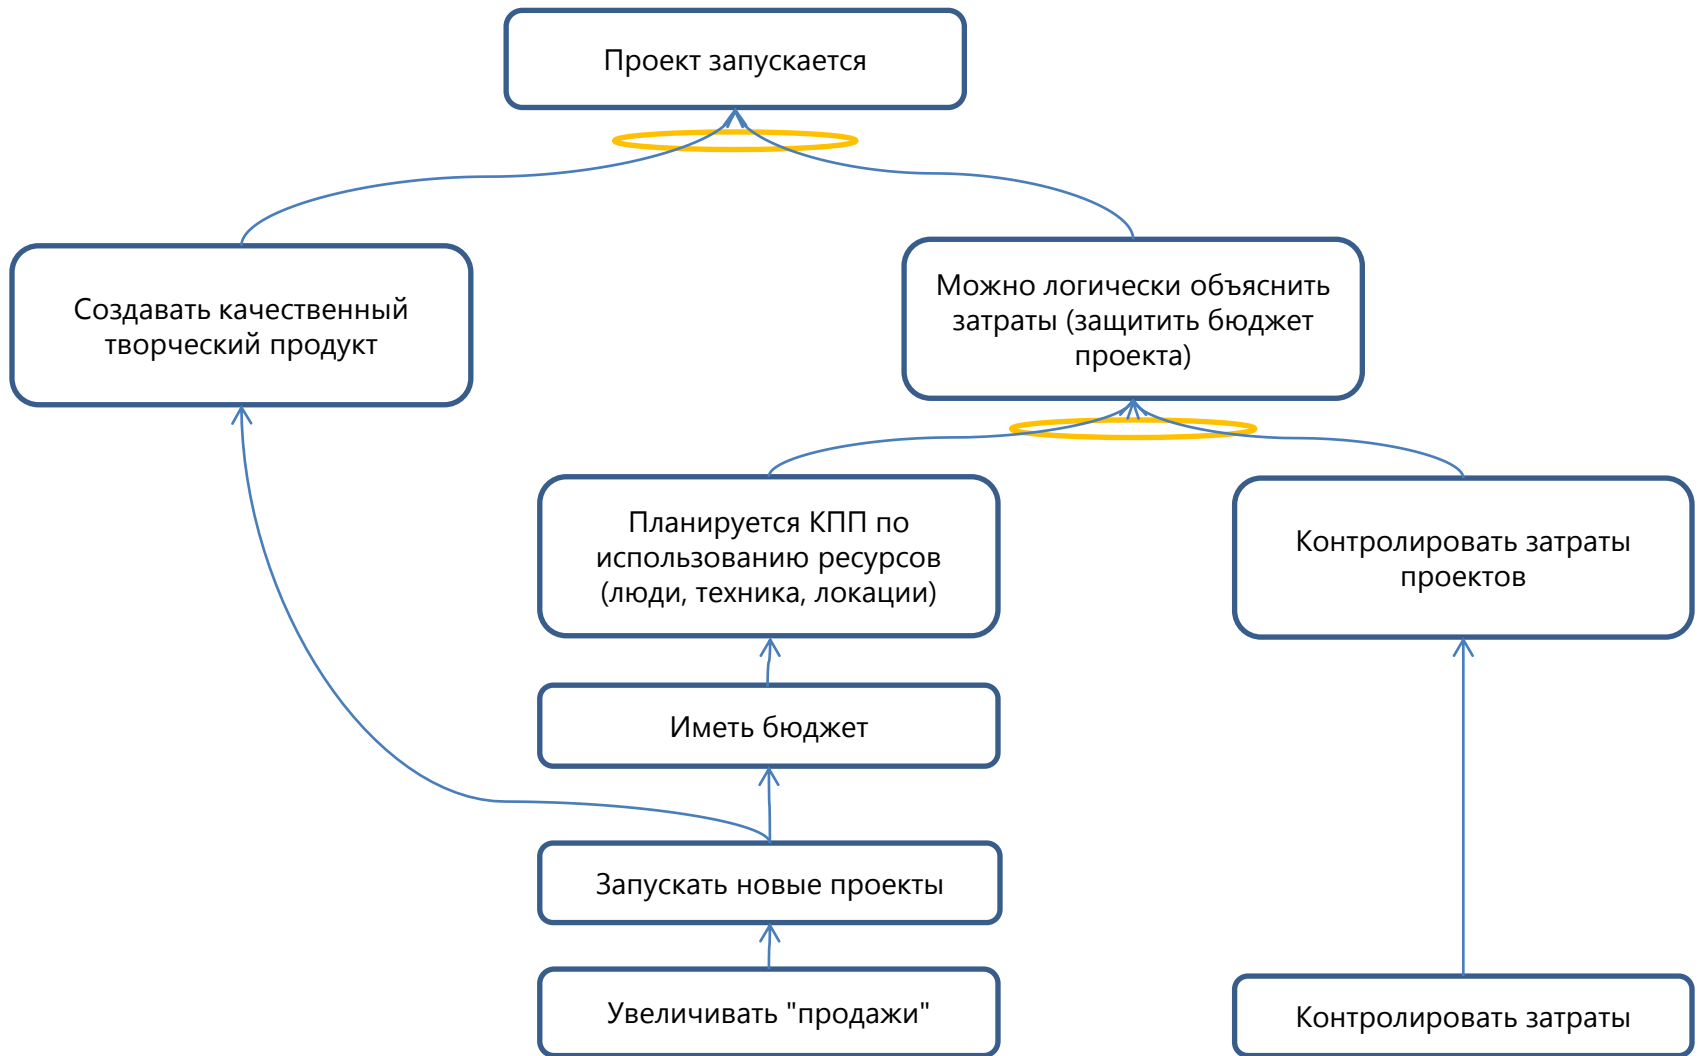 Проект запускается
Создавать качественный
творческий продукт
Можно логически объяснить
затраты (защитить бюджет
проекта)
Планируется КПП по
использованию ресурсов
(люди, техника, локации)
Контролировать затраты
проектов
Иметь бюджет
Запускать новые проекты
Увеличивать "продажи"
Контролировать затраты